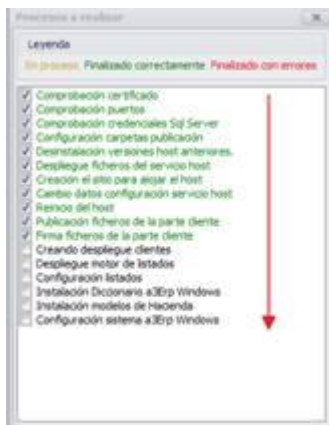 Procesos a realizar
Leyenda
En proceso Finalizado correctamente Finalizado con errores
Comprobación certificado
Comprobación puertos
Comprobación credenciales Sql Server
Configuración carpetas publicación
Desinstalación versiones host anteriores.
Despliegue ficheros del servicio host
Creación el sitio para alojar el host
Cambio datos configuración servicio host
Reinicio del host
Publicación ficheros de la parte cliente
Firma ficheros de la parte cliente
Creando despliegue clientes
Despliegue motor de listados
Configuración listados
Instalación Diccionario a3Erp Windows
Instalación modelos de Hacienda
Configuración sistema a3Erp Windows